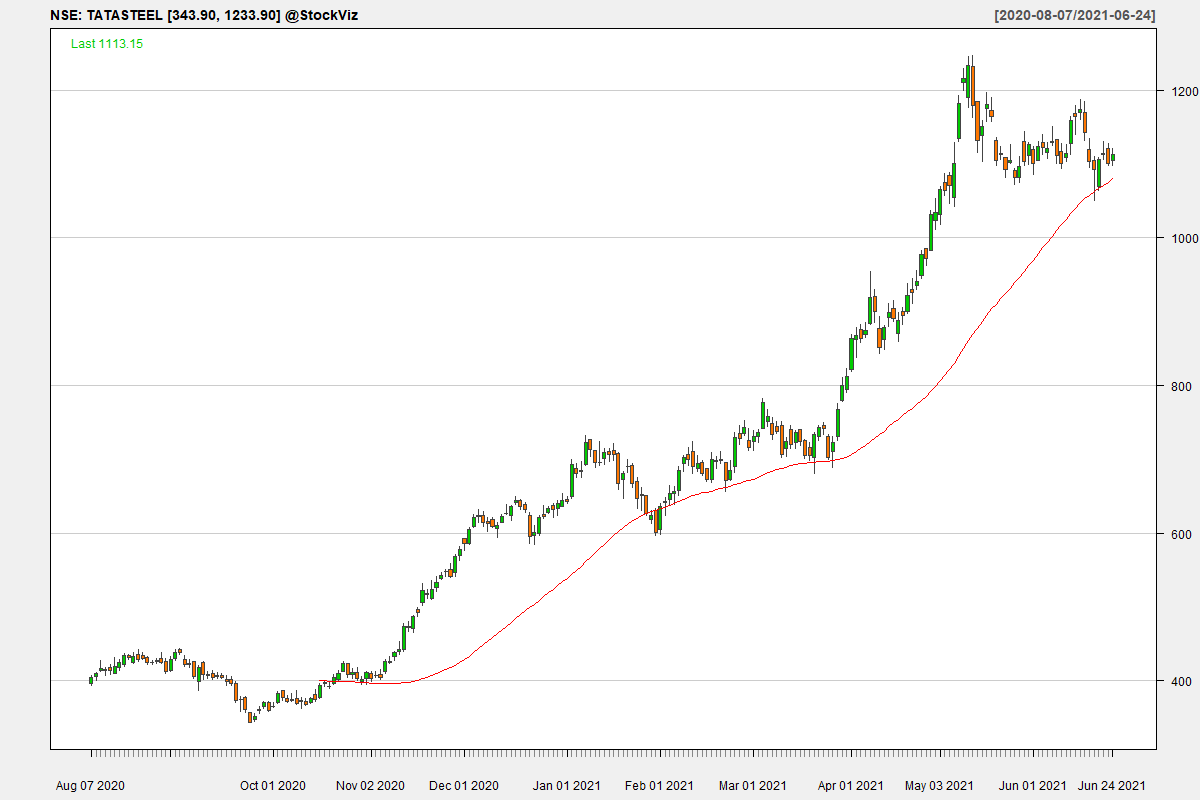 NSE: TATASTEEL [343.90, 1233.90] @StockViz [2020-08-07/2021-06-24]
Last 1113.15
1200
1000
800
600
400
Aug 07 2020 Oct 01 2020 Nov 02 2020 Dec 01 2020 Jan 01 2021 Feb 01 2021 Mar 01 2021 Apr 01 2021 May 03 2021 Jun 01 2021 Jun 24 2021